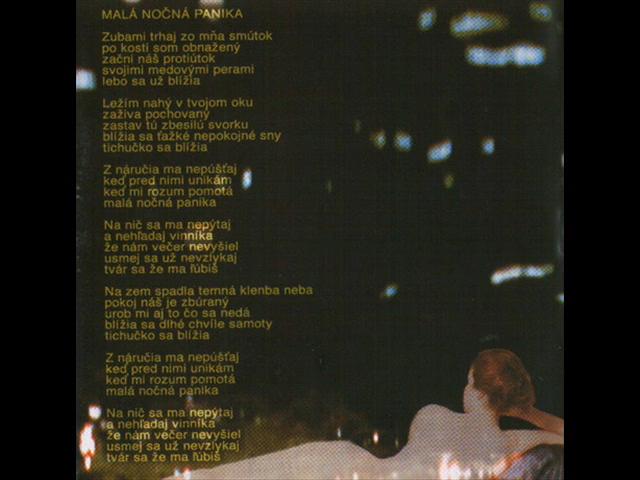 MALÁ NOČNÁ PANIKA
Zubami trhaj zo mňa smútok
po kosti som obnažený
začni náš protiútok
svojimi medovými perami
lebo sa už blížia
Ležím nahý v tvojom oku
zaživa pochovaný
zastav tú zbesilú svorku
blížia sa ťažké nepokojné sny
tichučko sa blížia
Z náručia ma nepúšťaj
keď pred nimi unikám
keď mi rozum pomotá
malá nočná panika
Na nič sa ma nepýtaj
a nehľadaj vinníka
že nám večer nevyšiel
usmej sa už nevzlykaj
tvár sa že ma ľúbiš
Na zem spadla temná klenba neba
pokoj náš je zbúraný
urob mi aj to čo sa nedá
blížia sa dlhé chvíle samoty
tichučko sa blížia
Z náručia ma nepúšťaj
keď pred nimi unikám
keď mi rozum pomotá
malá nočná panika
Na nič sa ma nepýtaj
a nehľadaj vinníka
že nám večer nevyšiel
usmej sa už nevzlykaj
tvár sa že ma ľúbiš